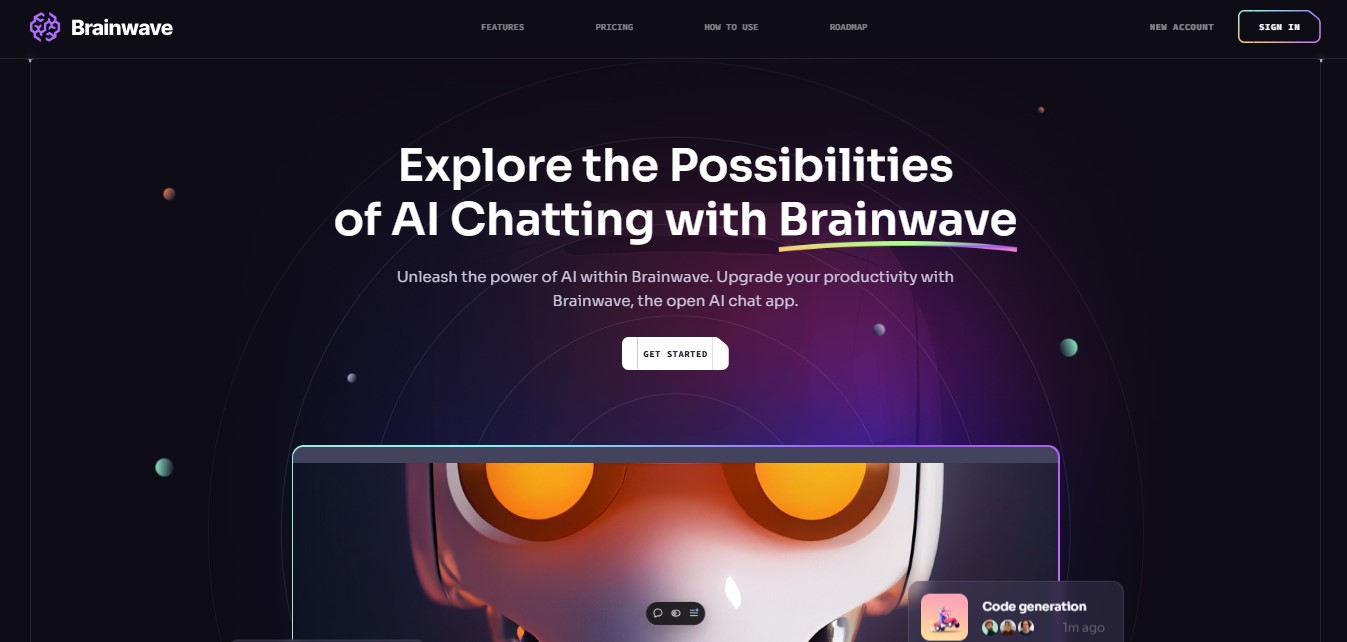 Brainwave
FEATURES
PRICING
HOW TO USE
ROADMAP
NEW ACCOUNT
SIGN IN
Explore the Possibilities
of AI Chatting with Brainwave
Unleash the power of AI within Brainwave. Upgrade your productivity with
Brainwave, the open AI chat app.
GET STARTED
Code generation
1m ago